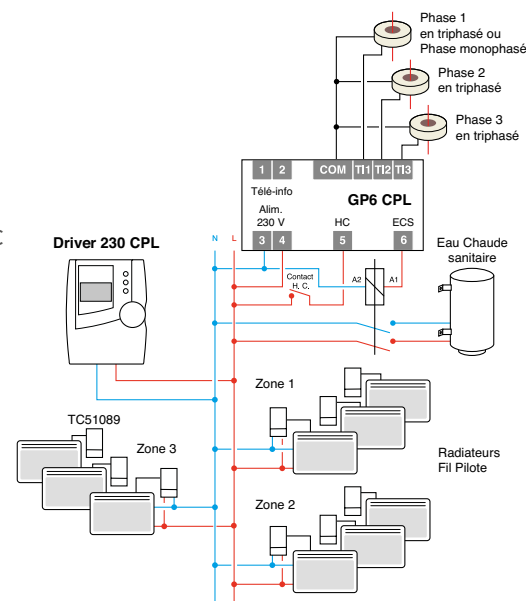 Phase 1
en triphasé ou
Phase monophasé
Phase 2
en triphasé
Phase 3
en triphasé
1 2 COM TI1 TI2 TI3
Télé-info
GP6 CPL
Alim.
230 V
HC
ECS
3 4 5 6
C
Driver 230 CPL
N L
Eau Chaude
sanitaire
Contact
H. C.
A2
A1
Zone 1
TC51089
Zone 3
Radiateurs
Fil Pilote
Zone 2